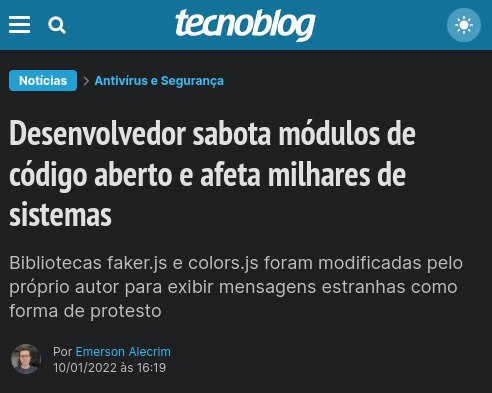 tecnoblog
Notícias > Antivírus e Segurança
Desenvolvedor sabota módulos de
código aberto e afeta milhares de
sistemas
Bibliotecas faker.js e colors.js foram modificadas pelo
próprio autor para exibir mensagens estranhas como
forma de protesto
Por Emerson Alecrim
10/01/2022 às 16:19